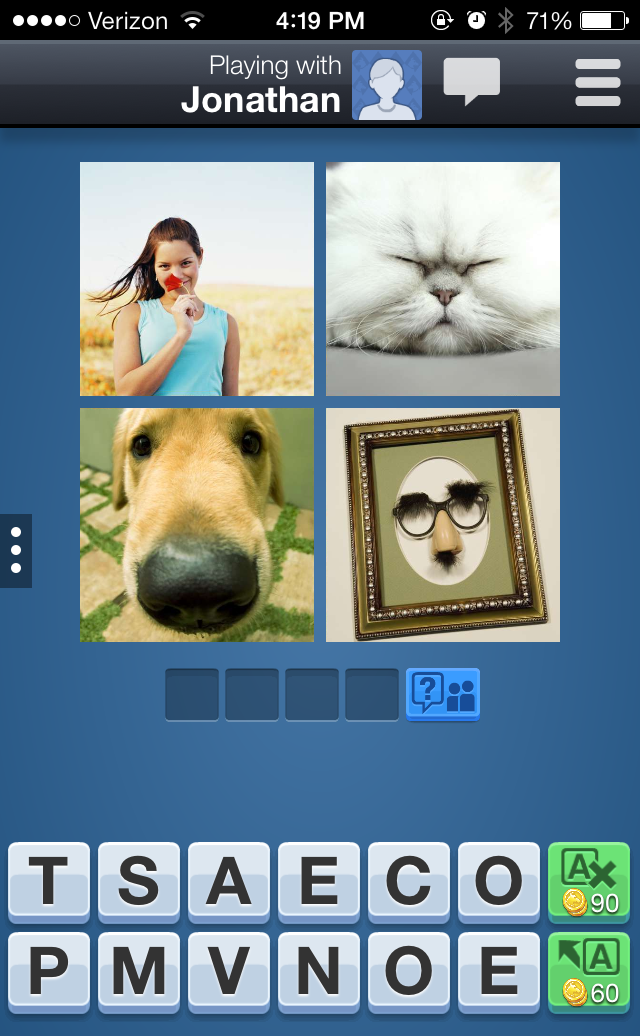 Verizon 4:19 PM 71%
Playing with
Jonathan
?
T S A E C O A 90
P M V N O E A 60